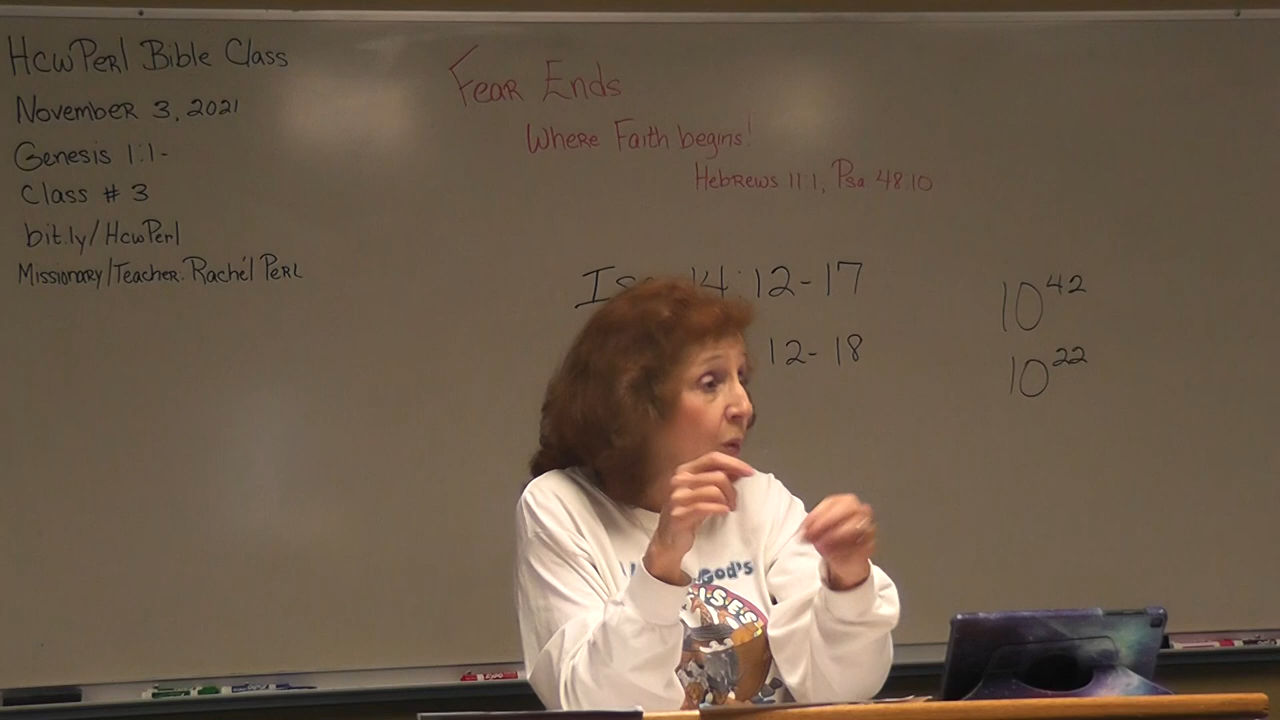 HcwPerl Bible Class
November 3, 2021
Genesis 1:1-
Class # 3
bit.ly/HcwPerl
Missionary/Teacher. Rachél Perl
Fear Ends
Where Faith begins!
Hebrews 11:1, Psa 48:10
14:12-17
12-18
10⁴²
10²²
God's